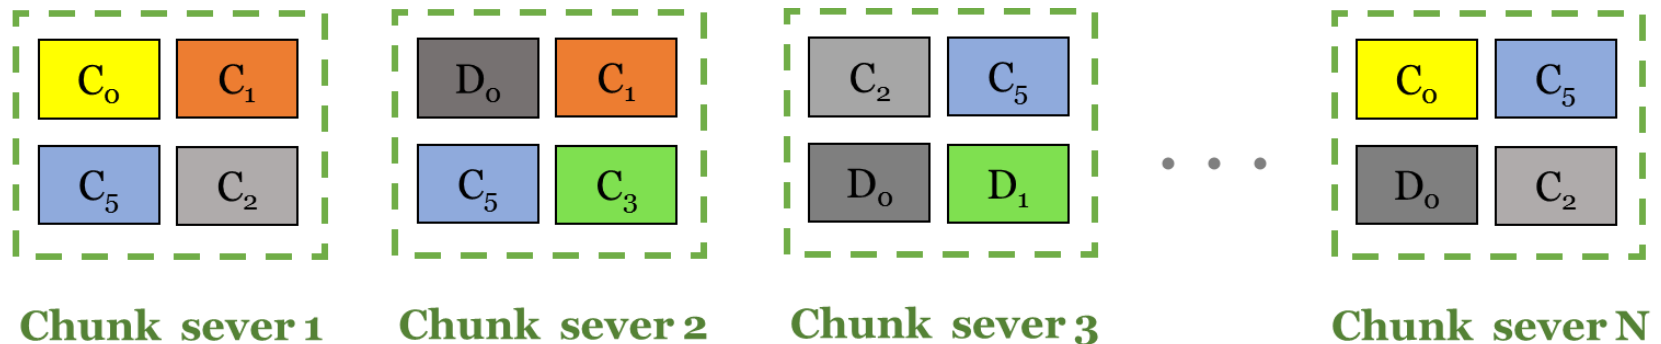 C₀ C₁ D₀ C₁ C₂ C₅ C₀ C₅
C₅ C₂ C₅ C₃ D₀ D₁ . . . D₀ C₂
Chunk sever 1 Chunk sever 2 Chunk sever 3 Chunk sever N